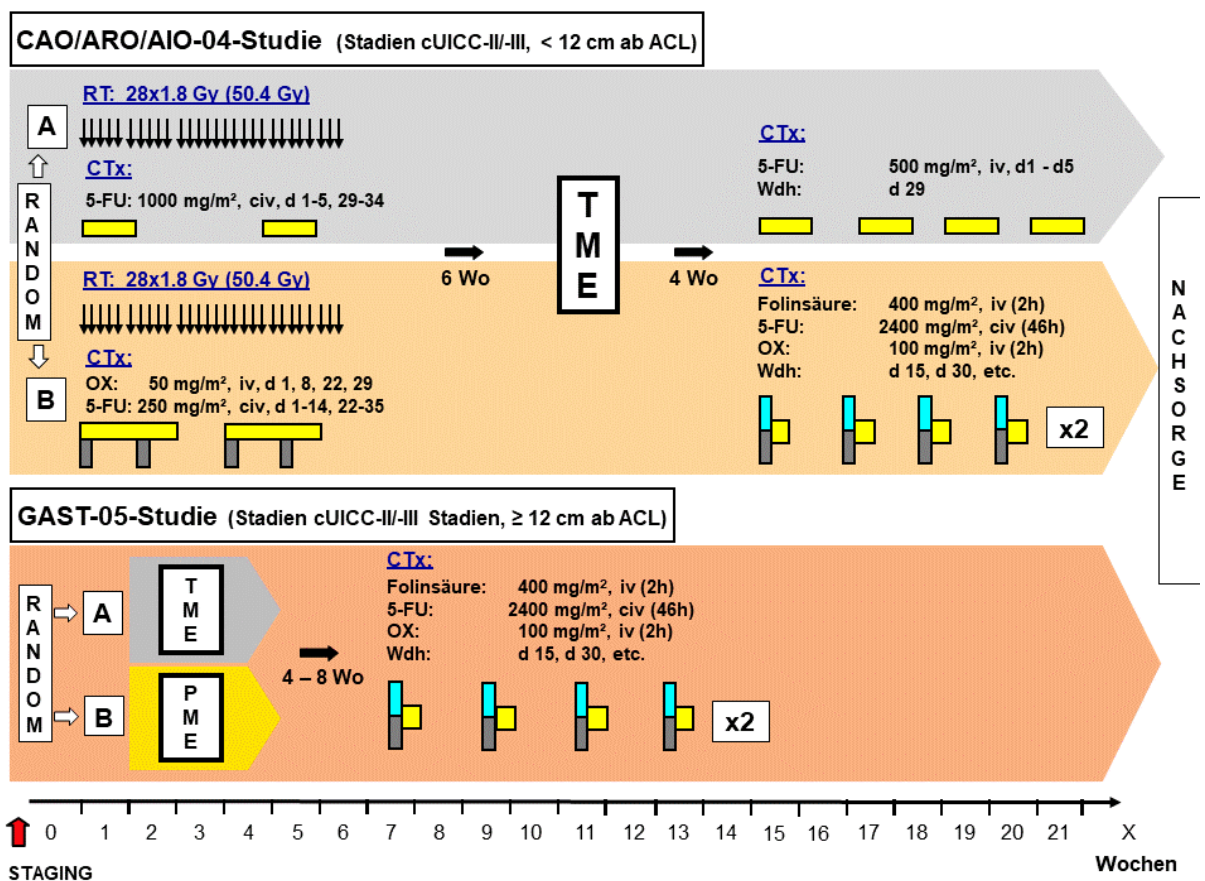 CAO/ARO/AIO-04-Studie (Stadien cUICC-II/-III, < 12 cm ab ACL)
RANDOM
A
RT: 28x1.8 Gy (50.4 Gy)
CTx:
5-FU: 1000 mg/m², civ, d 1-5, 29-34
B
RT: 28x1.8 Gy (50.4 Gy)
CTx:
OX: 50 mg/m², iv, d 1, 8, 22, 29
5-FU: 250 mg/m², civ, d 1-14, 22-35
6 Wo
TME
4 Wo
CTx:
5-FU: 500 mg/m², iv, d1 - d5
Wdh: d 29
CTx:
Folinsäure: 400 mg/m², iv (2h)
5-FU: 2400 mg/m², civ (46h)
OX: 100 mg/m², iv (2h)
Wdh: d 15, d 30, etc.
x2
NACHSORGE
GAST-05-Studie (Stadien cUICC-II/-III Stadien, ≥ 12 cm ab ACL)
RANDOM
A
TME
B
PME
4 – 8 Wo
CTx:
Folinsäure: 400 mg/m², iv (2h)
5-FU: 2400 mg/m², civ (46h)
OX: 100 mg/m², iv (2h)
Wdh: d 15, d 30, etc.
x2
0 1 2 3 4 5 6 7 8 9 10 11 12 13 14 15 16 17 18 19 20 21 X
Wochen
STAGING